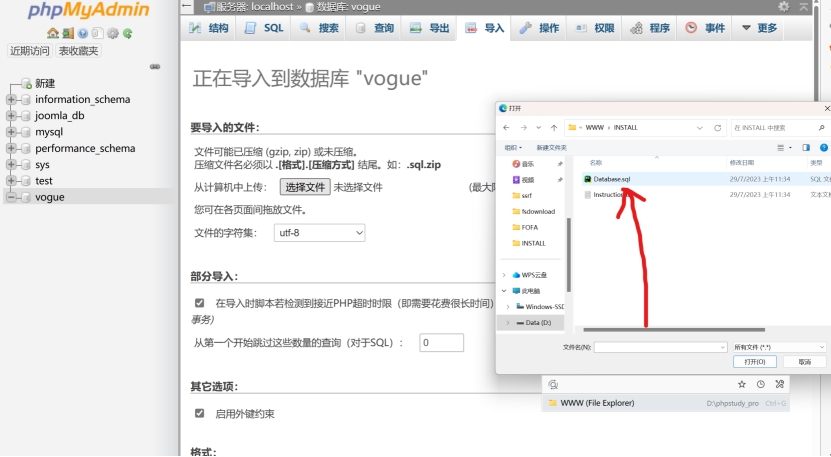 phpMyAdmin
近期访问 表收藏夹
新建
information_schema
joomla_db
mysql
performance_schema
sys
test
vogue
服务器: localhost » 数据库: vogue
结构 SQL 搜索 查询 导出 导入 操作 权限 程序 事件 更多
正在导入到数据库 "vogue"
要导入的文件:
文件可能已压缩 (gzip, zip) 或未压缩。
压缩文件名必须以 .[格式].[压缩方式] 结尾。如: .sql.zip
从计算机中上传: 选择文件 未选择文件 (最大
您可在各页面间拖放文件。
文件的字符集: utf-8
部分导入:
在导入时脚本若检测到接近PHP超时时限 (即需要花费很长时间)
事务)
从第一个开始跳过这些数量的查询 (对于SQL) : 0
其它选项:
启用外键约束
格式:
打开
WWW › INSTALL
在 INSTALL 中搜索
组织 新建文件夹
音乐
视频
ssrf
fsdownload
FOFA
INSTALL
WPS云盘
此电脑
Windows-SSD
Data (D:)
名称 修改日期 类型
Database.sql 29/7/2023 上午11:34 SQL 文
Instruction 29/7/2023 上午11:34 文本文
文件名(N): 所有文件 (*.*)
打开(O) 取消
WWW (File Explorer) D:\phpstudy_pro Ctrl+G